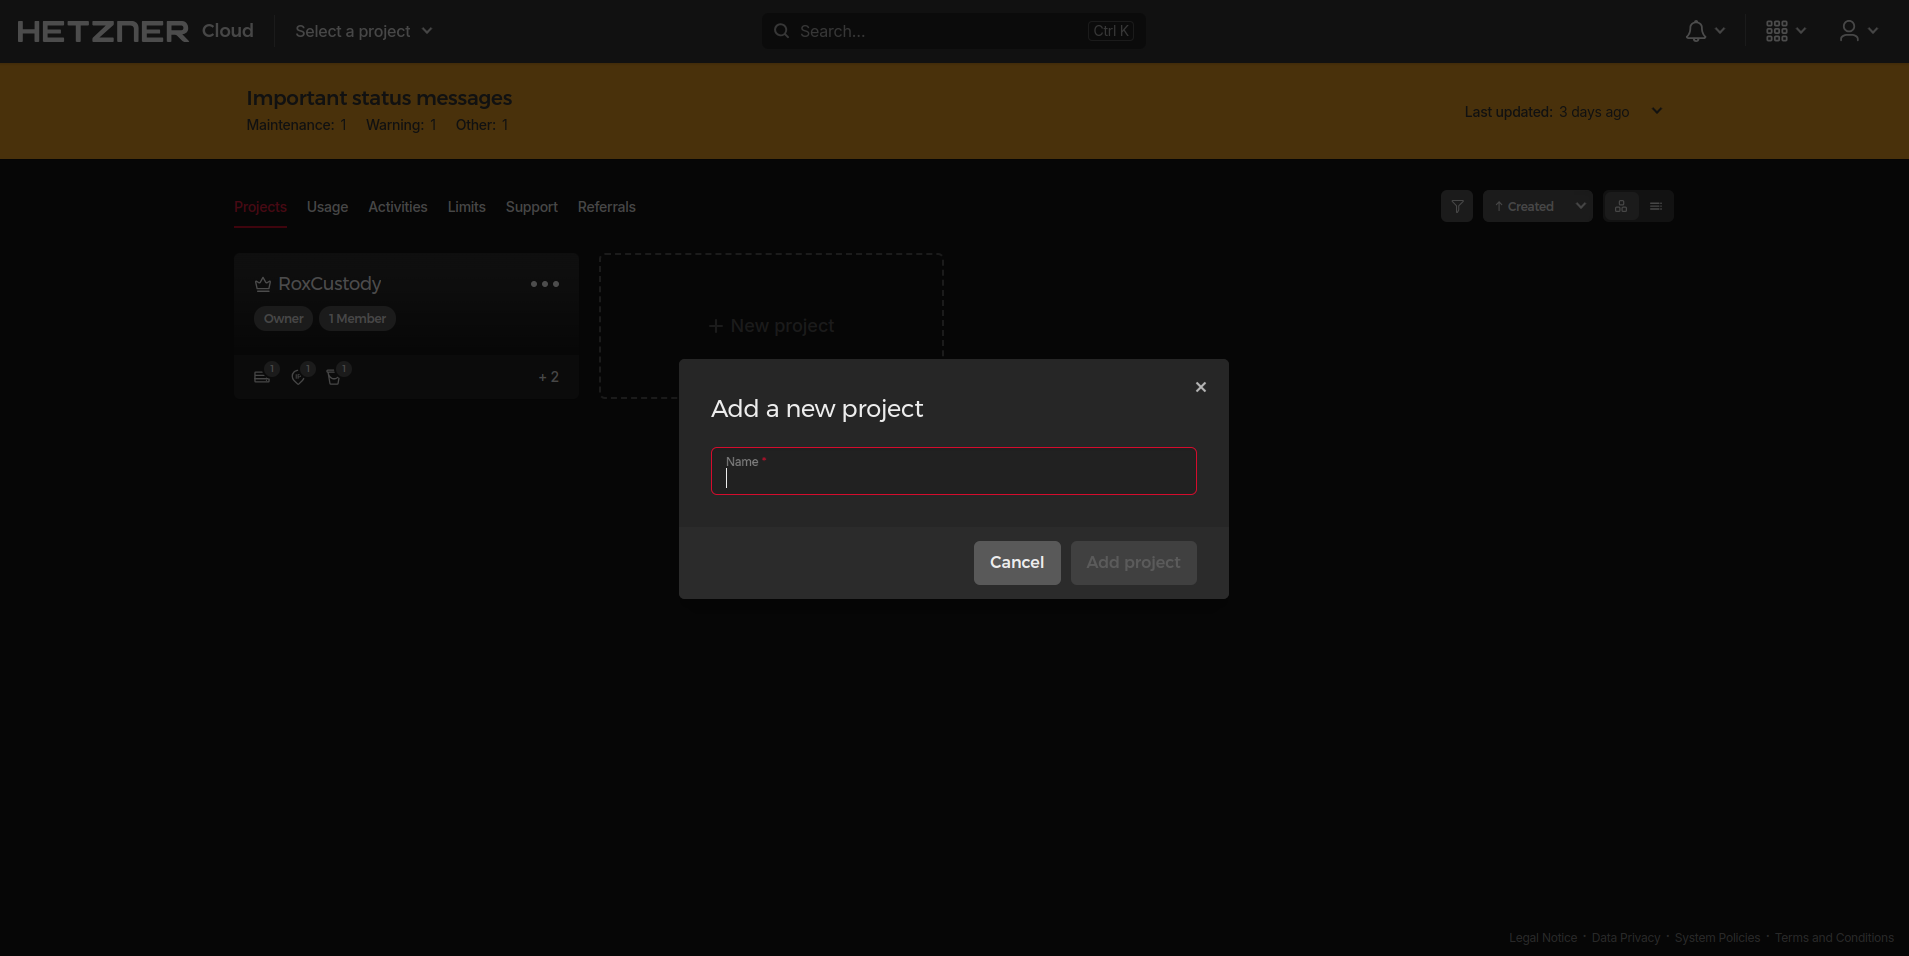 HETZNER Cloud Select a project Search... Ctrl K
Important status messages
Maintenance: 1 Warning: 1 Other: 1
Last updated: 3 days ago
Projects Usage Activities Limits Support Referrals
↑ Created
RoxCustody
Owner 1 Member
1 1 1 + 2
+ New project
Add a new project
Name *
Cancel Add project
Legal Notice · Data Privacy · System Policies · Terms and Conditions